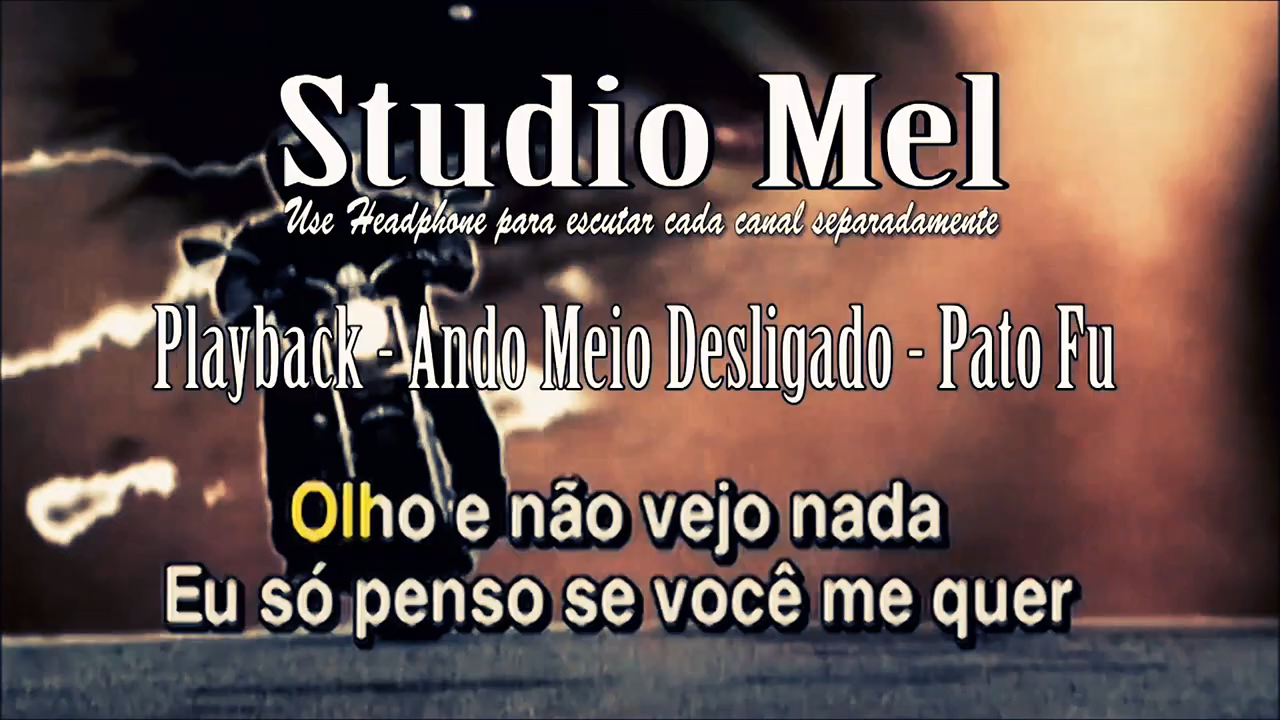 Studio Mel
Use Headphone para escutar cada canal separadamente
Playback - Ando Meio Desligado - Pato Fu
Olho e não vejo nada
Eu só penso se você me quer